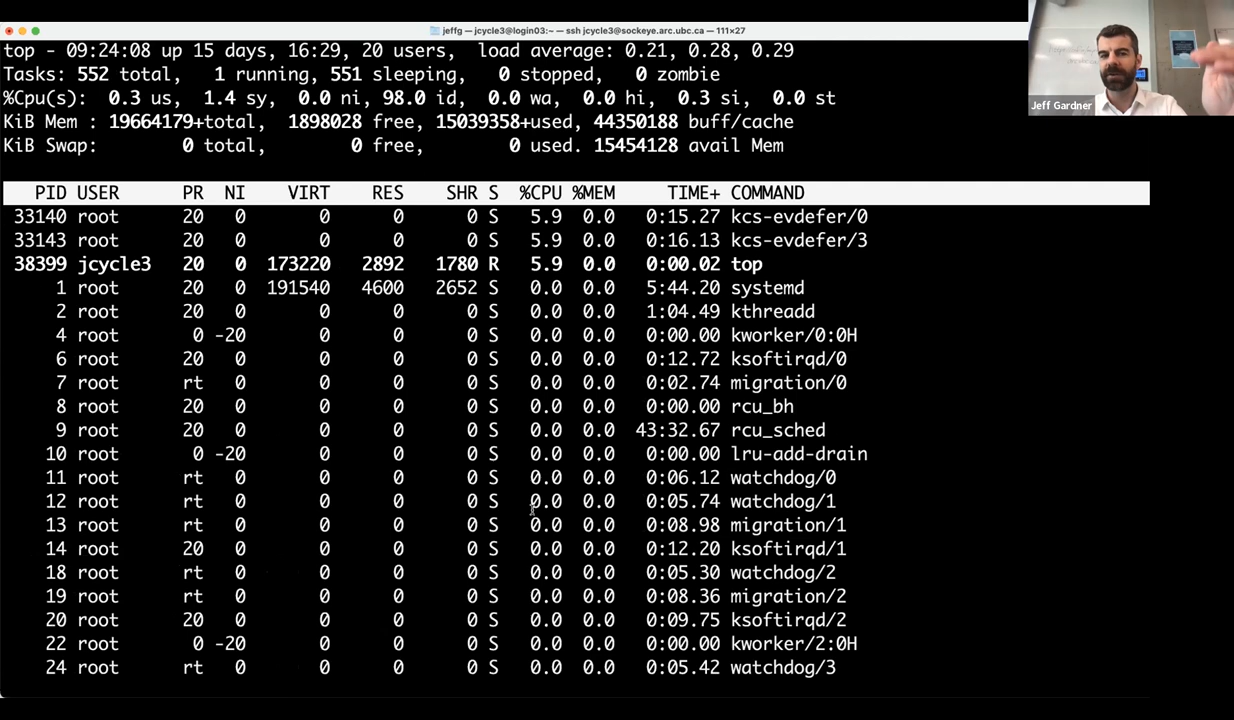 jeffg — jcycle3@login03:~ — ssh jcycle3@sockeye.arc.ubc.ca — 111×27
top - 09:24:08 up 15 days, 16:29, 20 users,  load average: 0.21, 0.28, 0.29
Tasks: 552 total,   1 running, 551 sleeping,   0 stopped,   0 zombie
%Cpu(s):  0.3 us,  1.4 sy,  0.0 ni, 98.0 id,  0.0 wa,  0.0 hi,  0.3 si,  0.0 st
KiB Mem : 19664179+total,  1898028 free, 15039358+used, 44350188 buff/cache
KiB Swap:        0 total,        0 free,        0 used. 15454128 avail Mem
PID USER      PR  NI    VIRT    RES    SHR S  %CPU %MEM     TIME+ COMMAND
33140 root      20   0       0      0      0 S   5.9  0.0   0:15.27 kcs-evdefer/0
33143 root      20   0       0      0      0 S   5.9  0.0   0:16.13 kcs-evdefer/3
38399 jcycle3   20   0  173220   2892   1780 R   5.9  0.0   0:00.02 top
1 root      20   0  191540   4600   2652 S   0.0  0.0   5:44.20 systemd
2 root      20   0       0      0      0 S   0.0  0.0   1:04.49 kthreadd
4 root       0 -20       0      0      0 S   0.0  0.0   0:00.00 kworker/0:0H
6 root      20   0       0      0      0 S   0.0  0.0   0:12.72 ksoftirqd/0
7 root      rt   0       0      0      0 S   0.0  0.0   0:02.74 migration/0
8 root      20   0       0      0      0 S   0.0  0.0   0:00.00 rcu_bh
9 root      20   0       0      0      0 S   0.0  0.0  43:32.67 rcu_sched
10 root       0 -20       0      0      0 S   0.0  0.0   0:00.00 lru-add-drain
11 root      rt   0       0      0      0 S   0.0  0.0   0:06.12 watchdog/0
12 root      rt   0       0      0      0 S   0.0  0.0   0:05.74 watchdog/1
13 root      rt   0       0      0      0 S   0.0  0.0   0:08.98 migration/1
14 root      20   0       0      0      0 S   0.0  0.0   0:12.20 ksoftirqd/1
18 root      rt   0       0      0      0 S   0.0  0.0   0:05.30 watchdog/2
19 root      rt   0       0      0      0 S   0.0  0.0   0:08.36 migration/2
20 root      20   0       0      0      0 S   0.0  0.0   0:09.75 ksoftirqd/2
22 root       0 -20       0      0      0 S   0.0  0.0   0:00.00 kworker/2:0H
24 root      rt   0       0      0      0 S   0.0  0.0   0:05.42 watchdog/3
Jeff Gardner